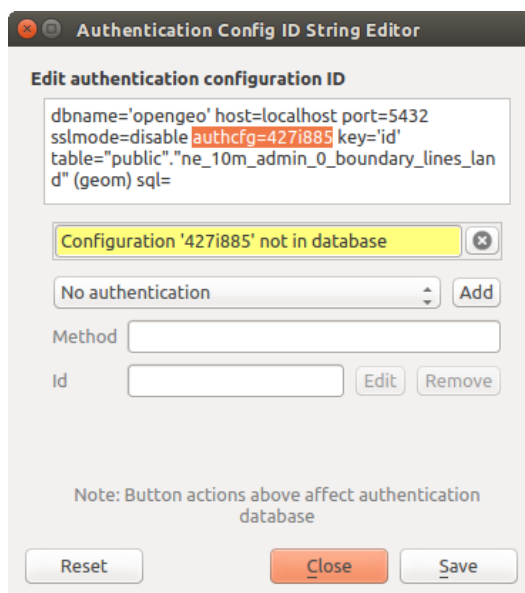 Authentication Config ID String Editor
Edit authentication configuration ID
dbname='opengeo' host=localhost port=5432
sslmode=disable authcfg=427i885 key='id'
table="public"."ne_10m_admin_0_boundary_lines_lan
d" (geom) sql=
Configuration '427i885' not in database
No authentication Add
Method
Id Edit Remove
Note: Button actions above affect authentication
database
Reset Close Save